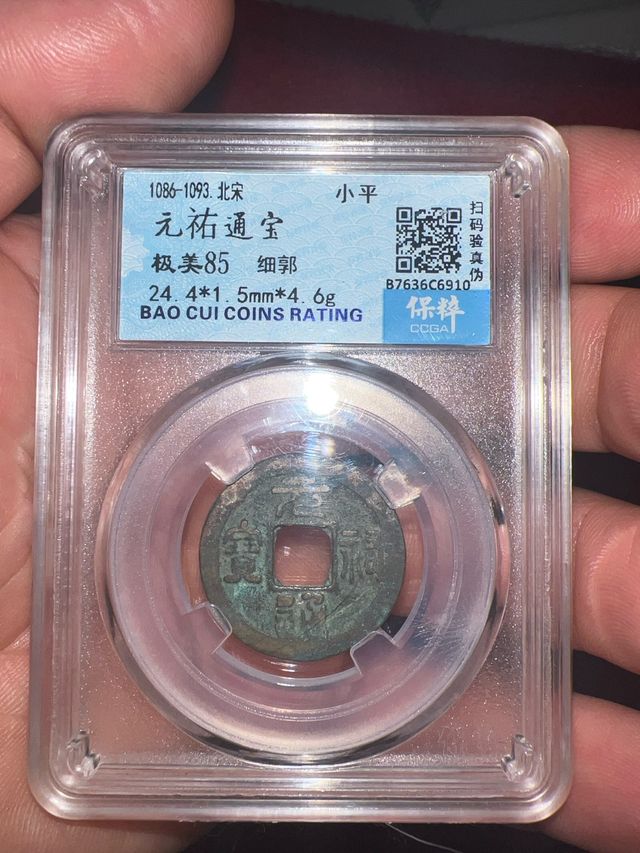 1086-1093.北宋 小平
元祐通宝
极美85 细郭
24.4*1.5mm*4.6g
BAO CUI COINS RATING
扫码验真伪
B7636C6910
保粹
CCGA
元
祐
寶